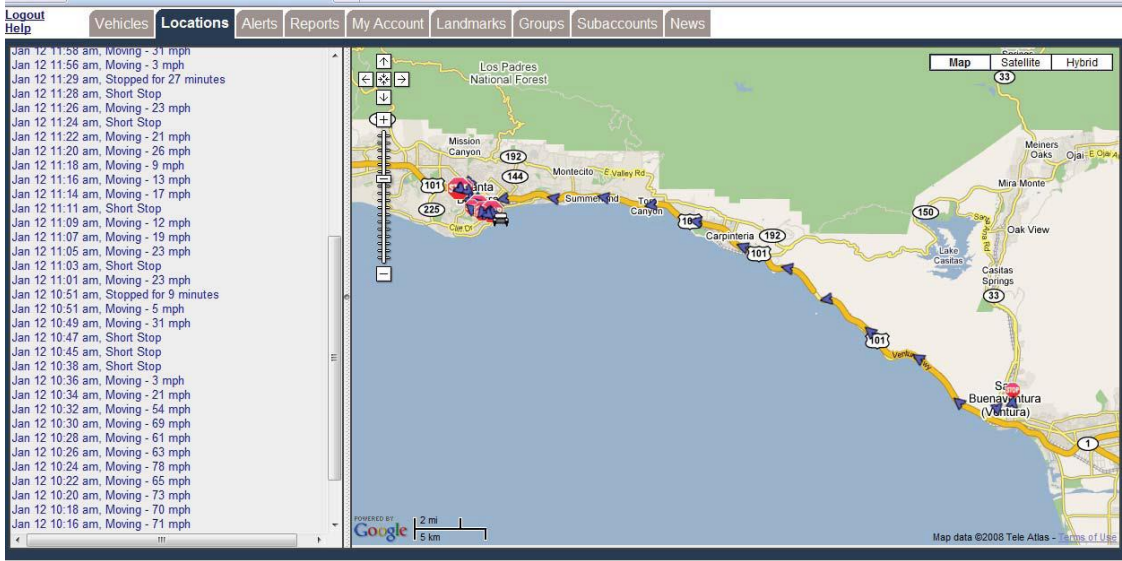 Logout
Help
Vehicles
Locations
Alerts
Reports
My Account
Landmarks
Groups
Subaccounts
News
Jan 12 11:58 am, Moving - 31 mph
Jan 12 11:56 am, Moving - 3 mph
Jan 12 11:29 am, Stopped for 27 minutes
Jan 12 11:28 am, Short Stop
Jan 12 11:26 am, Moving - 23 mph
Jan 12 11:24 am, Short Stop
Jan 12 11:22 am, Moving - 21 mph
Jan 12 11:20 am, Moving - 26 mph
Jan 12 11:18 am, Moving - 9 mph
Jan 12 11:16 am, Moving - 13 mph
Jan 12 11:14 am, Moving - 17 mph
Jan 12 11:11 am, Short Stop
Jan 12 11:09 am, Moving - 12 mph
Jan 12 11:07 am, Moving - 19 mph
Jan 12 11:05 am, Moving - 23 mph
Jan 12 11:03 am, Short Stop
Jan 12 11:01 am, Moving - 23 mph
Jan 12 10:51 am, Stopped for 9 minutes
Jan 12 10:51 am, Moving - 5 mph
Jan 12 10:49 am, Moving - 31 mph
Jan 12 10:47 am, Short Stop
Jan 12 10:45 am, Short Stop
Jan 12 10:38 am, Short Stop
Jan 12 10:36 am, Moving - 3 mph
Jan 12 10:34 am, Moving - 21 mph
Jan 12 10:32 am, Moving - 54 mph
Jan 12 10:30 am, Moving - 69 mph
Jan 12 10:28 am, Moving - 61 mph
Jan 12 10:26 am, Moving - 63 mph
Jan 12 10:24 am, Moving - 78 mph
Jan 12 10:22 am, Moving - 65 mph
Jan 12 10:20 am, Moving - 73 mph
Jan 12 10:18 am, Moving - 70 mph
Jan 12 10:16 am, Moving - 71 mph
Map
Satellite
Hybrid
Los Padres
National Forest
33
Mission
Canyon
192
144
Montecito
E Valley Rd
101
225
Cliff Dr
Summerland
Toro
Canyon
Carpinteria
192
101
Meiners
Oaks
Ojai
Mira Monte
150
Oak View
Lake
Casitas
Casitas
Springs
33
101
STOP
Buenaventura
(Ventura)
1
POWERED BY
Google
2 mi
5 km
Map data ©2008 Tele Atlas - Terms of Use